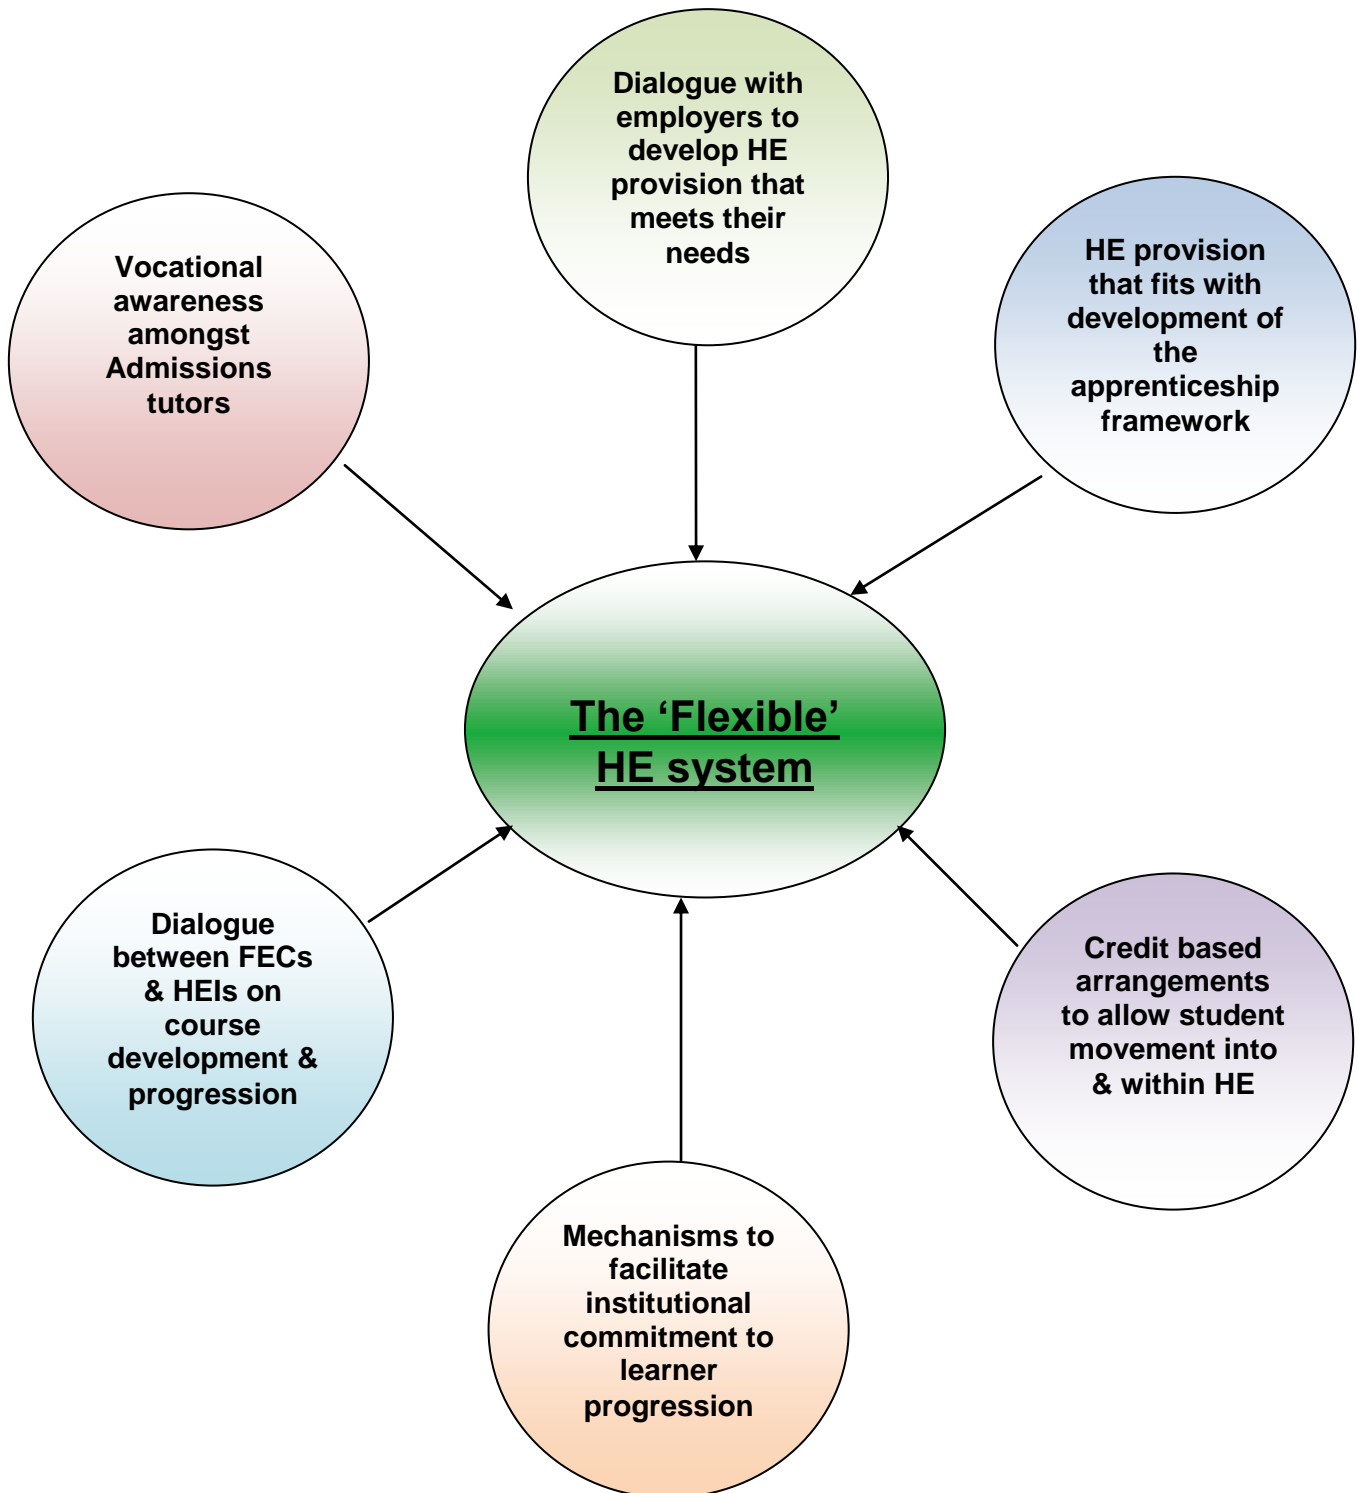 Dialogue with
employers to
develop HE
provision that
meets their
needs
Vocational
awareness
amongst
Admissions
tutors
HE provision
that fits with
development of
the
apprenticeship
framework
The ‘Flexible’
HE system
Dialogue
between FECs
& HEIs on
course
development &
progression
Credit based
arrangements
to allow student
movement into
& within HE
Mechanisms to
facilitate
institutional
commitment to
learner
progression